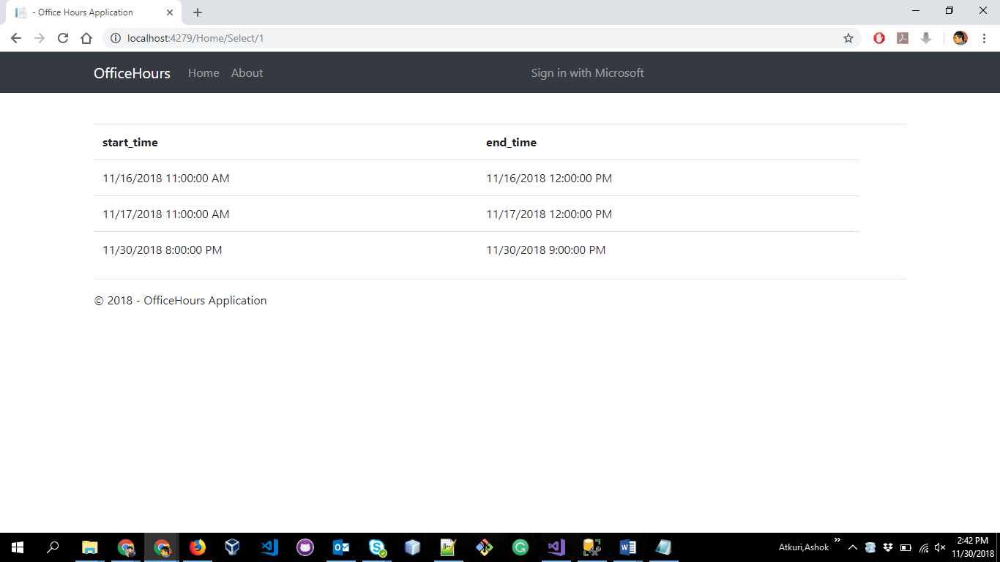 - Office Hours Application
localhost:4279/Home/Select/1
OfficeHours Home About Sign in with Microsoft
start_time end_time
11/16/2018 11:00:00 AM 11/16/2018 12:00:00 PM
11/17/2018 11:00:00 AM 11/17/2018 12:00:00 PM
11/30/2018 8:00:00 PM 11/30/2018 9:00:00 PM
© 2018 - OfficeHours Application
Atkuri,Ashok
2:42 PM
11/30/2018